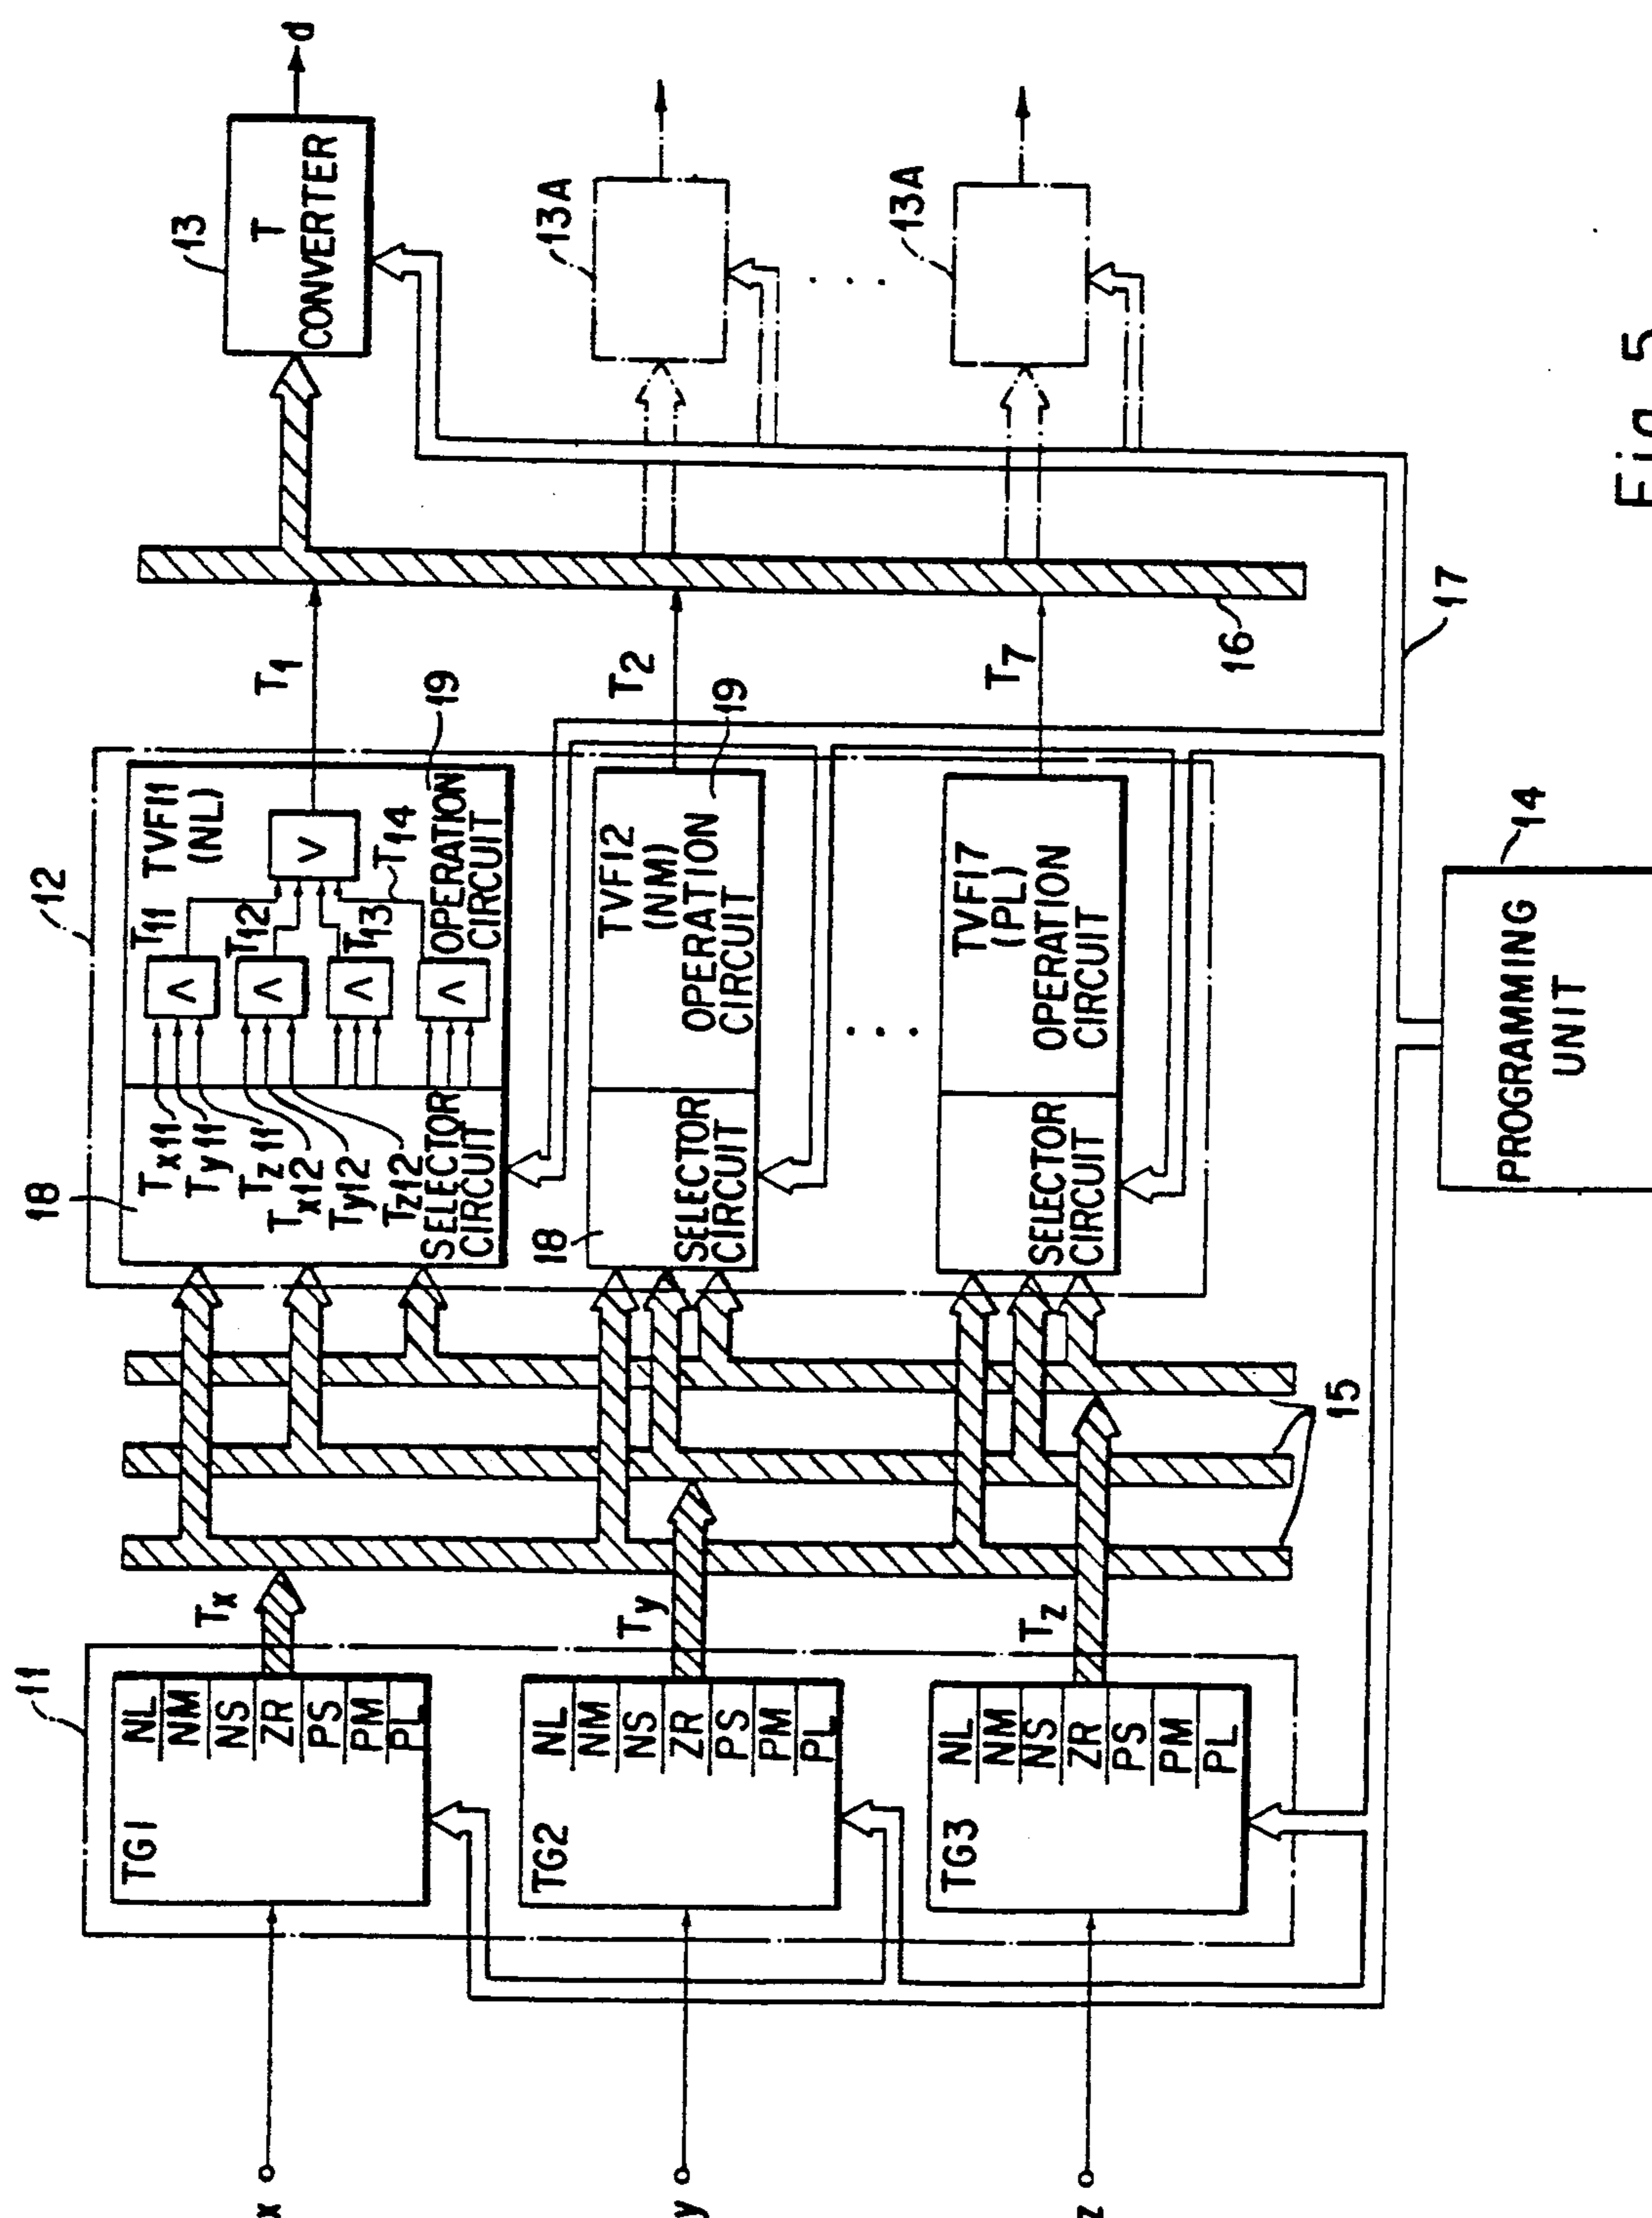 x
y
z
11
TG1
NL
NM
NS
ZR
PS
PM
PL
TG2
NL
NM
NS
ZR
PS
PM
PL
TG3
NL
NM
NS
ZR
PS
PM
PL
Tx
Ty
Tz
15
12
18
Tx11
Ty11
Tz11
Tx12
Ty12
Tz12
SELECTOR
CIRCUIT
TVFI1
(NL)
T11
T12
T13
T14
Λ
Λ
Λ
Λ
V
OPERATION
CIRCUIT
19
18
SELECTOR
CIRCUIT
TVFI2
(NM)
OPERATION
CIRCUIT
19
...
SELECTOR
CIRCUIT
TVFI7
(PL)
OPERATION
CIRCUIT
T1
T2
T7
16
13
T
CONVERTER
d
13A
...
13A
17
14
PROGRAMMING
UNIT
Fig. 5